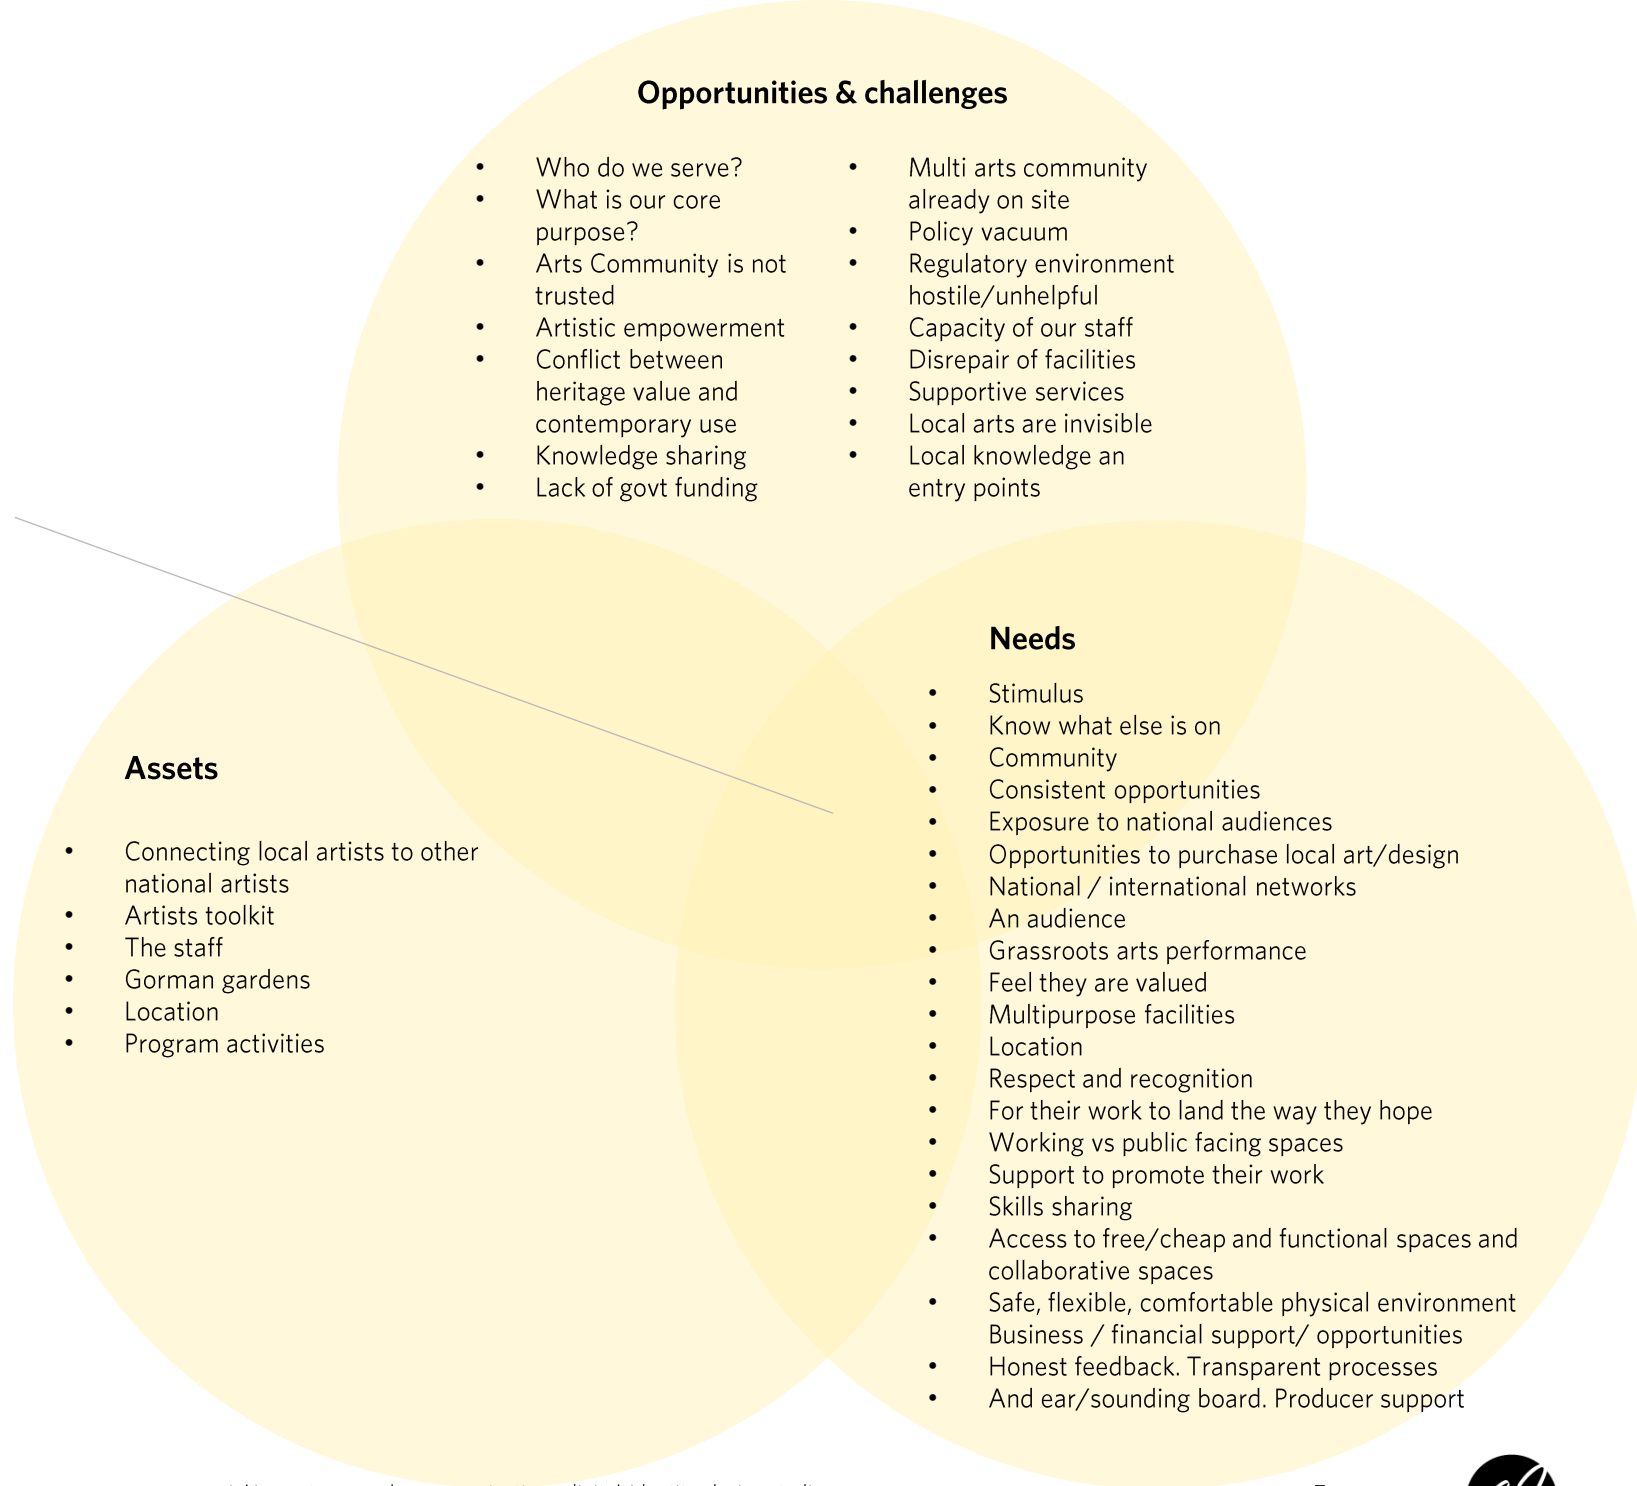 Opportunities & challenges
• Who do we serve?
• What is our core
purpose?
• Arts Community is not
trusted
• Artistic empowerment
• Conflict between
heritage value and
contemporary use
• Knowledge sharing
• Lack of govt funding
• Multi arts community
already on site
• Policy vacuum
• Regulatory environment
hostile/unhelpful
• Capacity of our staff
• Disrepair of facilities
• Supportive services
• Local arts are invisible
• Local knowledge an
entry points
Assets
• Connecting local artists to other
national artists
• Artists toolkit
• The staff
• Gorman gardens
• Location
• Program activities
Needs
• Stimulus
• Know what else is on
• Community
• Consistent opportunities
• Exposure to national audiences
• Opportunities to purchase local art/design
• National / international networks
• An audience
• Grassroots arts performance
• Feel they are valued
• Multipurpose facilities
• Location
• Respect and recognition
• For their work to land the way they hope
• Working vs public facing spaces
• Support to promote their work
• Skills sharing
• Access to free/cheap and functional spaces and
collaborative spaces
• Safe, flexible, comfortable physical environment
Business / financial support/ opportunities
• Honest feedback. Transparent processes
• And ear/sounding board. Producer support